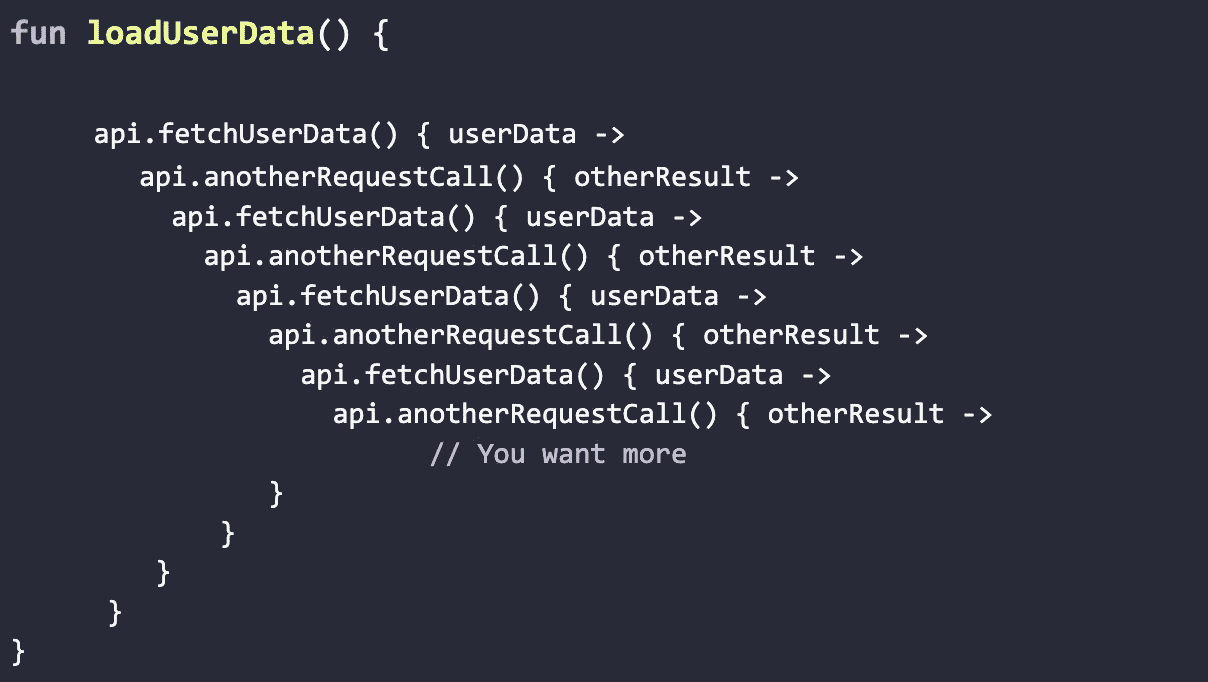 fun loadUserData() {
api.fetchUserData() { userData ->
api.anotherRequestCall() { otherResult ->
api.fetchUserData() { userData ->
api.anotherRequestCall() { otherResult ->
api.fetchUserData() { userData ->
api.anotherRequestCall() { otherResult ->
api.fetchUserData() { userData ->
api.anotherRequestCall() { otherResult ->
// You want more
}
}
}
}
}